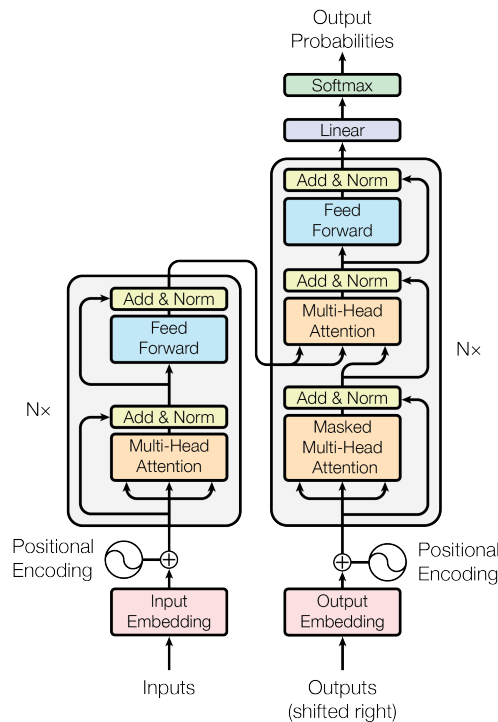 Output
Probabilities
Softmax
Linear
Add & Norm
Feed
Forward
Add & Norm
Multi-Head
Attention
Add & Norm
Masked
Multi-Head
Attention
N×
Add & Norm
Feed
Forward
N×
Add & Norm
Multi-Head
Attention
Positional
Encoding
Positional
Encoding
Input
Embedding
Output
Embedding
Inputs
Outputs
(shifted right)